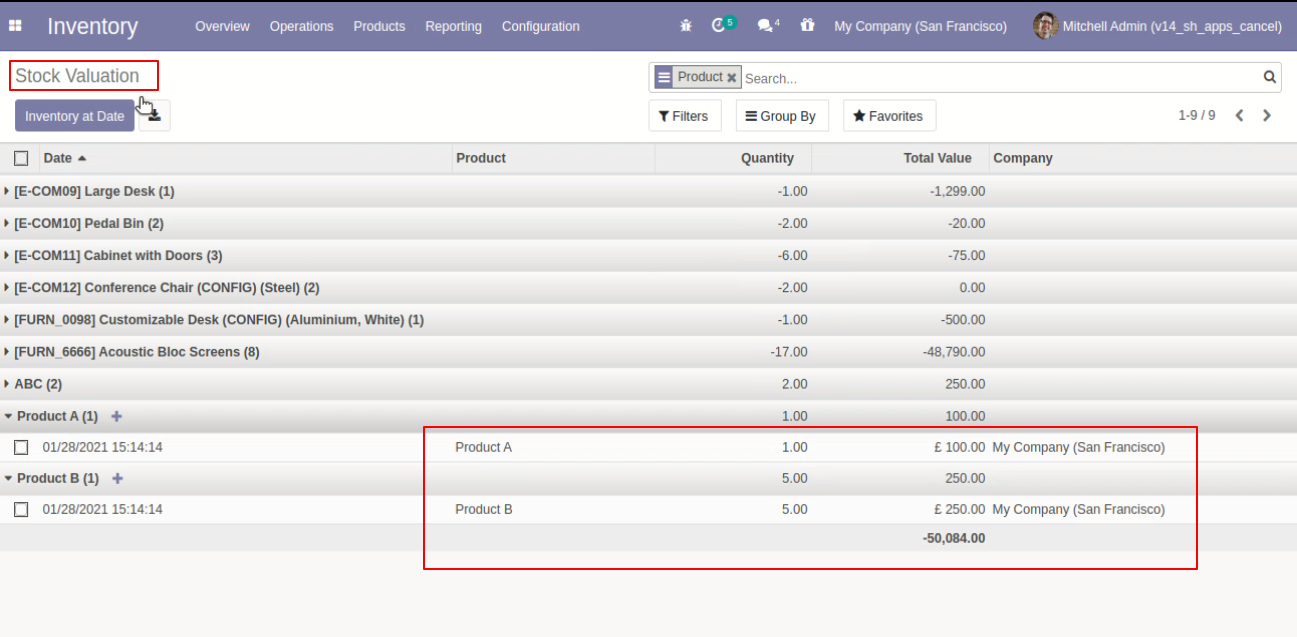 Inventory Overview Operations Products Reporting Configuration 5 4 My Company (San Francisco) Mitchell Admin (v14_sh_apps_cancel)
Stock Valuation Product Search...
Inventory at Date Filters Group By Favorites 1-9 / 9
Date Product Quantity Total Value Company
[E-COM09] Large Desk (1) -1.00 -1,299.00
[E-COM10] Pedal Bin (2) -2.00 -20.00
[E-COM11] Cabinet with Doors (3) -6.00 -75.00
[E-COM12] Conference Chair (CONFIG) (Steel) (2) -2.00 0.00
[FURN_0098] Customizable Desk (CONFIG) (Aluminium, White) (1) -1.00 -500.00
[FURN_6666] Acoustic Bloc Screens (8) -17.00 -48,790.00
ABC (2) 2.00 250.00
Product A (1) 1.00 100.00
01/28/2021 15:14:14 Product A 1.00 £ 100.00 My Company (San Francisco)
Product B (1) 5.00 250.00
01/28/2021 15:14:14 Product B 5.00 £ 250.00 My Company (San Francisco)
-50,084.00